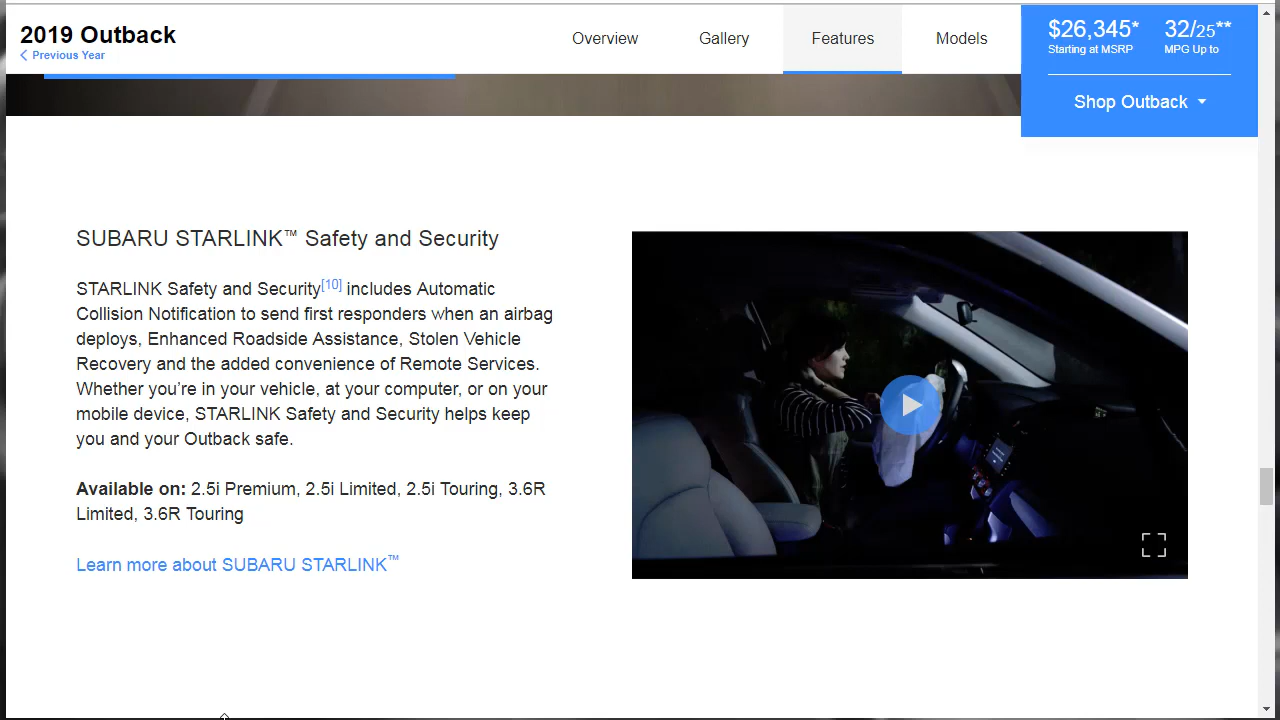 2019 Outback
Previous Year
Overview
Gallery
Features
Models
$26,345*
Starting at MSRP
32/25**
MPG Up to
Shop Outback
SUBARU STARLINK™ Safety and Security
STARLINK Safety and Security[10] includes Automatic
Collision Notification to send first responders when an airbag
deploys, Enhanced Roadside Assistance, Stolen Vehicle
Recovery and the added convenience of Remote Services.
Whether you're in your vehicle, at your computer, or on your
mobile device, STARLINK Safety and Security helps keep
you and your Outback safe.
Available on: 2.5i Premium, 2.5i Limited, 2.5i Touring, 3.6R
Limited, 3.6R Touring
Learn more about SUBARU STARLINK™